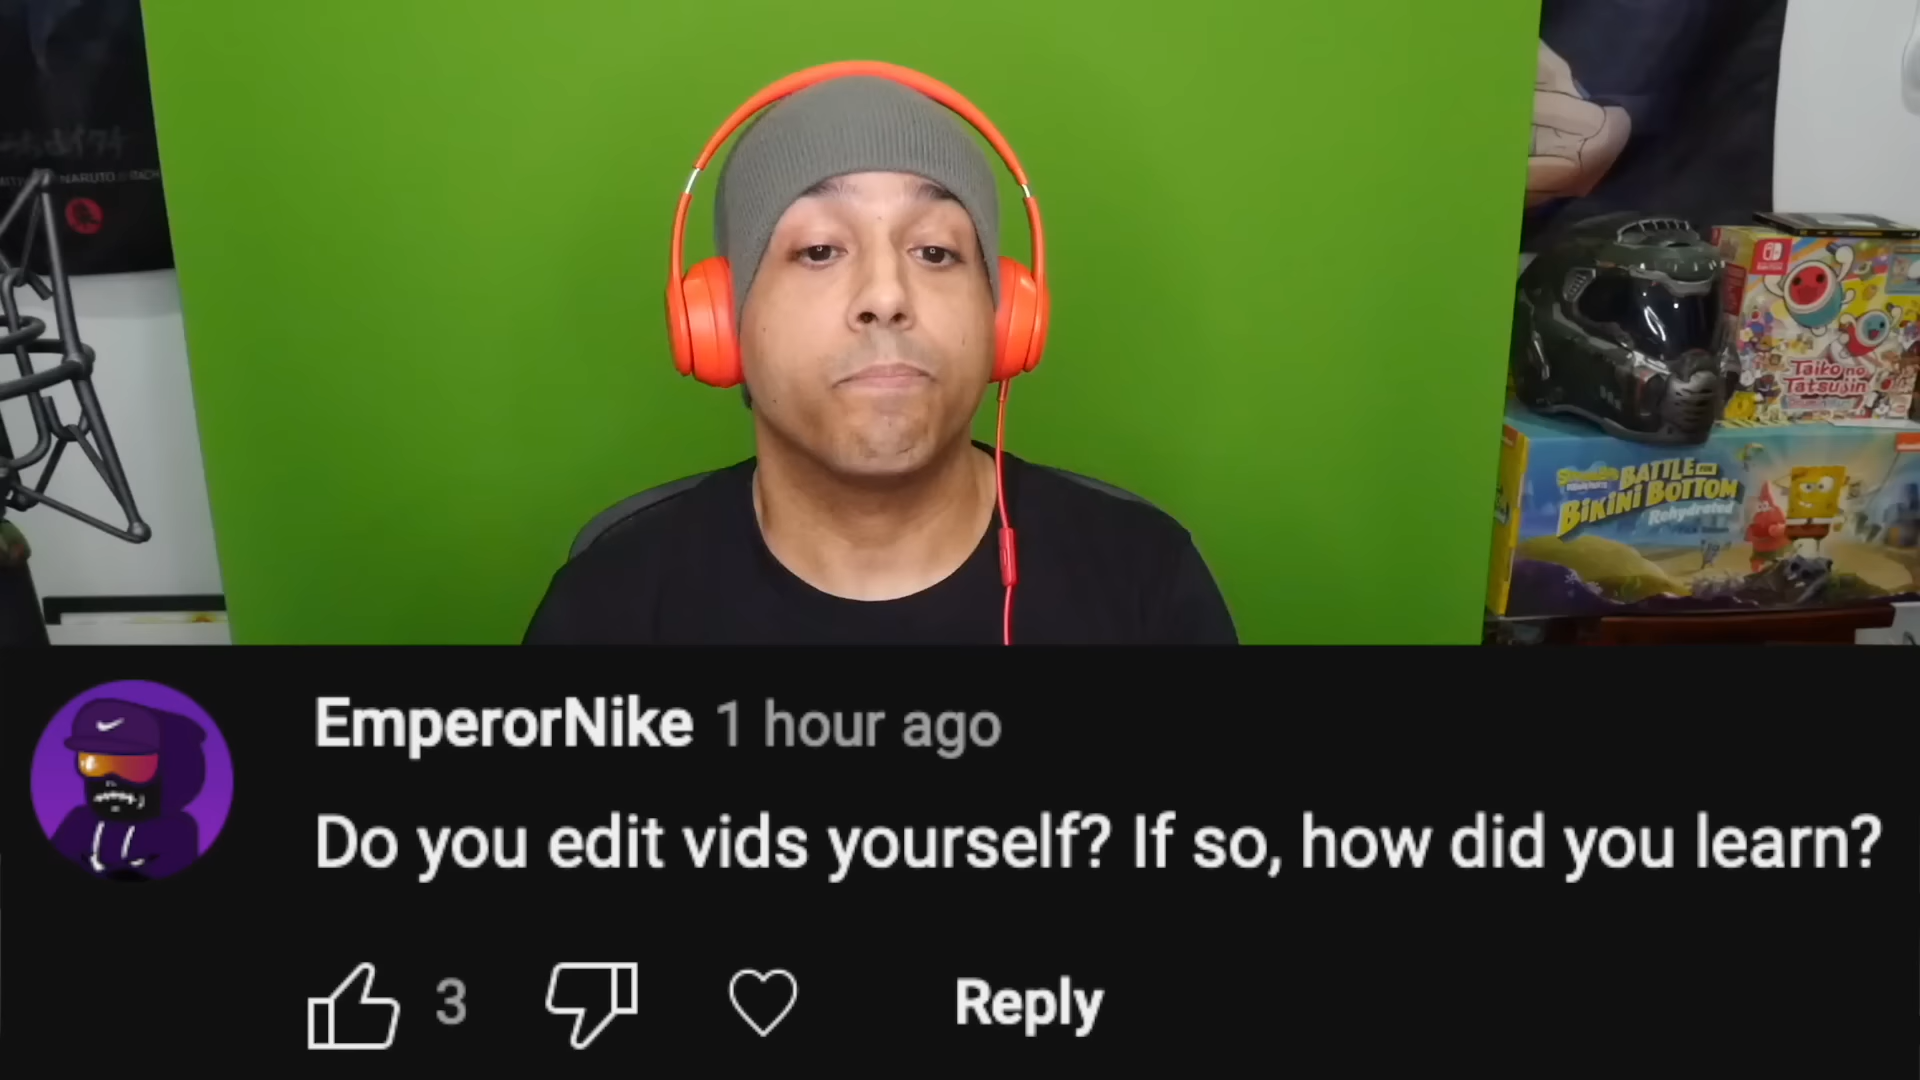 NARUTO
Taiko no
Tatsujin
BATTLE FOR
BIKINI BOTTOM
Rehydrated
EmperorNike 1 hour ago
Do you edit vids yourself? If so, how did you learn?
3
Reply